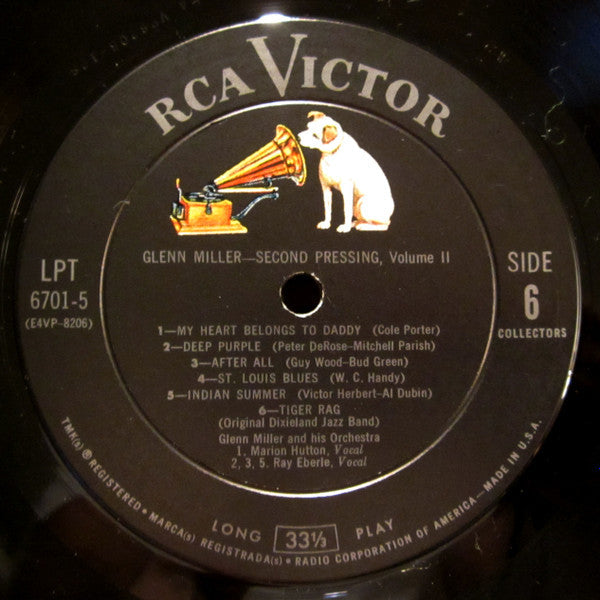 RCA VICTOR
GLENN MILLER—SECOND PRESSING, Volume II
LPT
6701-5
(E4VP-8206)
SIDE
6
COLLECTORS
1—MY HEART BELONGS TO DADDY (Cole Porter)
2—DEEP PURPLE (Peter DeRose–Mitchell Parish)
3—AFTER ALL (Guy Wood–Bud Green)
4—ST. LOUIS BLUES (W. C. Handy)
5—INDIAN SUMMER (Victor Herbert–Al Dubin)
6—TIGER RAG
(Original Dixieland Jazz Band)
Glenn Miller and his Orchestra
1. Marion Hutton, Vocal
2, 3, 5. Ray Eberle, Vocal
LONG 33⅓ PLAY
TMK(s) ® REGISTERED • MARCA(s) REGISTRADA(s) • RADIO CORPORATION OF AMERICA—MADE IN U.S.A.